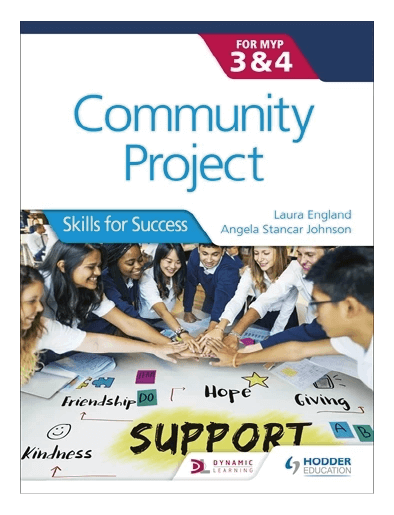 FOR MYP
3&4
Community
Project
Laura England
Angela Stancar Johnson
Skills for Success
Friendship
DO
Hope
Giving
A
B
Kindness
SUPPORT
DL
DYNAMIC
LEARNING
HODDER
EDUCATION